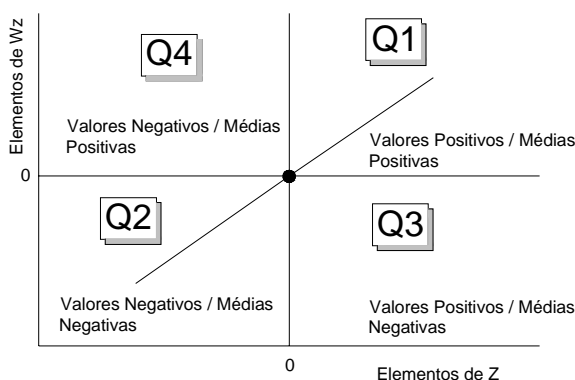 Elementos de Wz
Q4
Q1
Valores Negativos / Médias
Positivas
Valores Positivos / Médias
Positivas
0
Q2
Q3
Valores Negativos / Médias
Negativas
Valores Positivos / Médias
Negativas
0
Elementos de Z